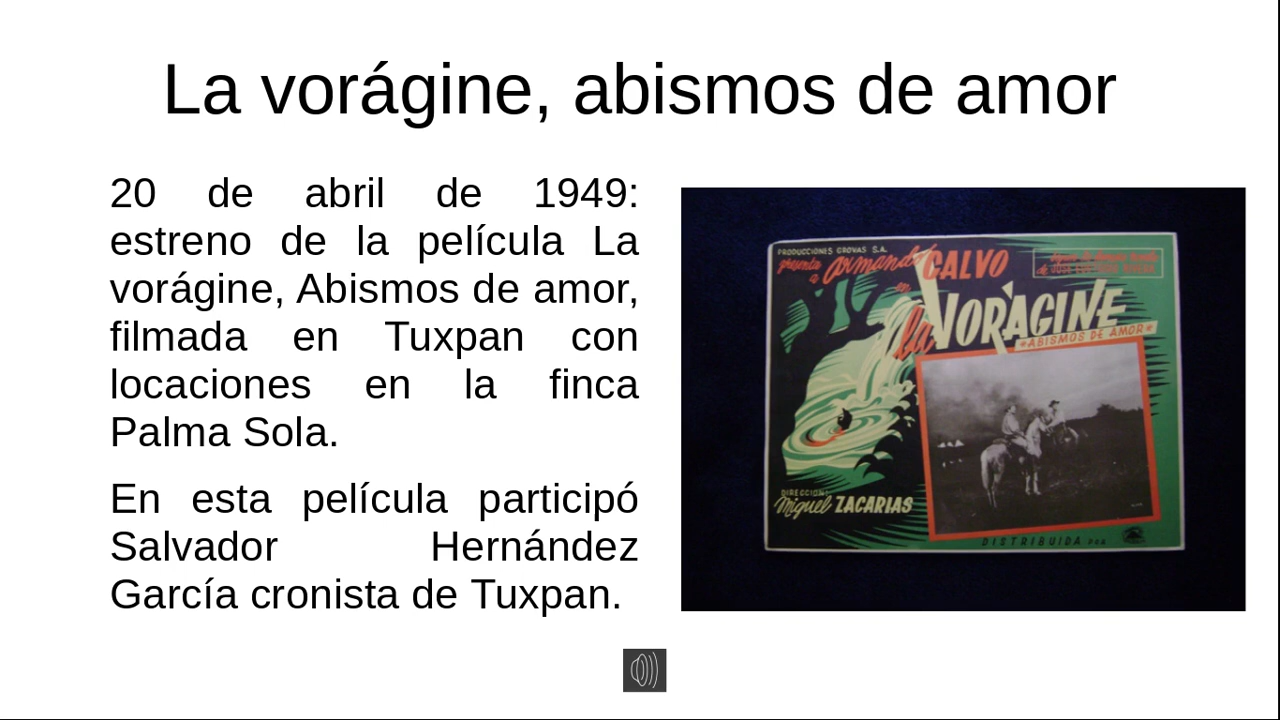 La vorágine, abismos de amor
20 de abril de 1949:
estreno de la película La
vorágine, Abismos de amor,
filmada en Tuxpan con
locaciones en la finca
Palma Sola.
En esta película participó
Salvador Hernández
García cronista de Tuxpan.
PRODUCCIONES GROVAS S.A.
presenta a Armando CALVO
en
la VORÁGINE
*ABISMOS DE AMOR*
DIRECCION:
Miguel ZACARIAS
DISTRIBUIDA POR